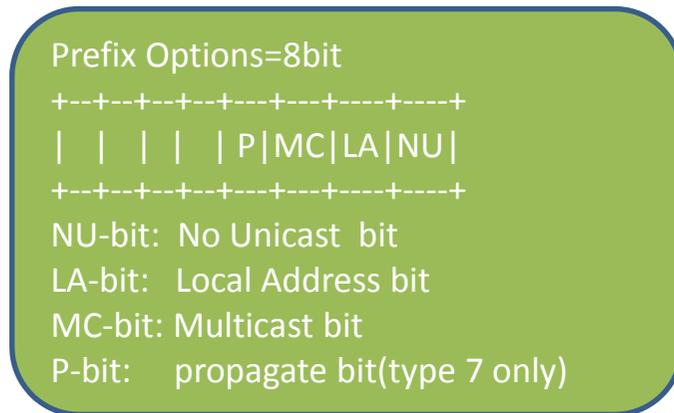 Prefix Options=8bit
+--+--+--+--+---+---+----+----+
| | | | | P|MC|LA|NU|
+--+--+--+--+---+---+----+----+
NU-bit: No Unicast bit
LA-bit: Local Address bit
MC-bit: Multicast bit
P-bit: propagate bit(type 7 only)